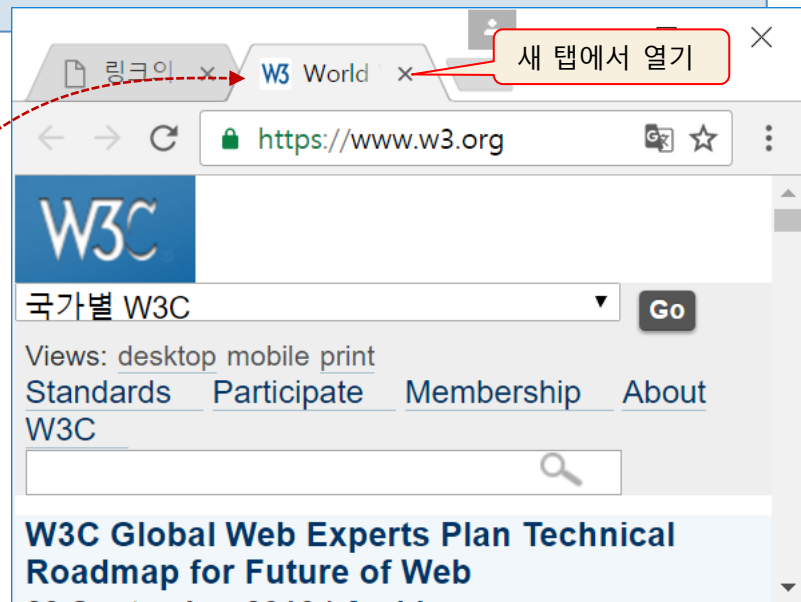 새 탭에서 열기
링크의
W3 World
https://www.w3.org
W3C
국가별 W3C
Go
Views: desktop mobile print
Standards Participate Membership About
W3C
W3C Global Web Experts Plan Technical
Roadmap for Future of Web